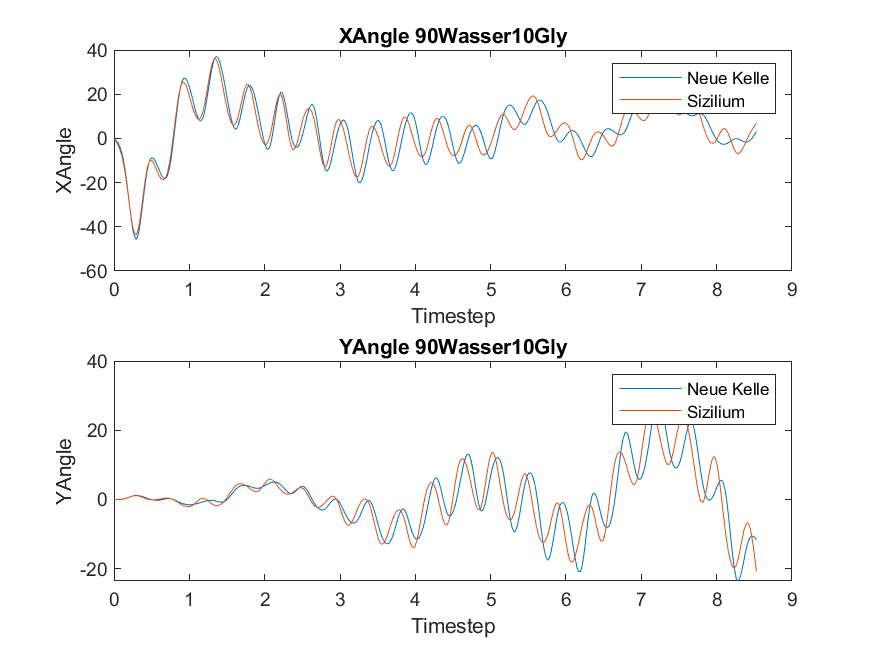 XAngle 90Wasser10Gly
40
20
0
-20
-40
-60
XAngle
Neue Kelle
Sizilium
0 1 2 3 4 5 6 7 8 9
Timestep
YAngle 90Wasser10Gly
40
20
0
-20
YAngle
Neue Kelle
Sizilium
0 1 2 3 4 5 6 7 8 9
Timestep